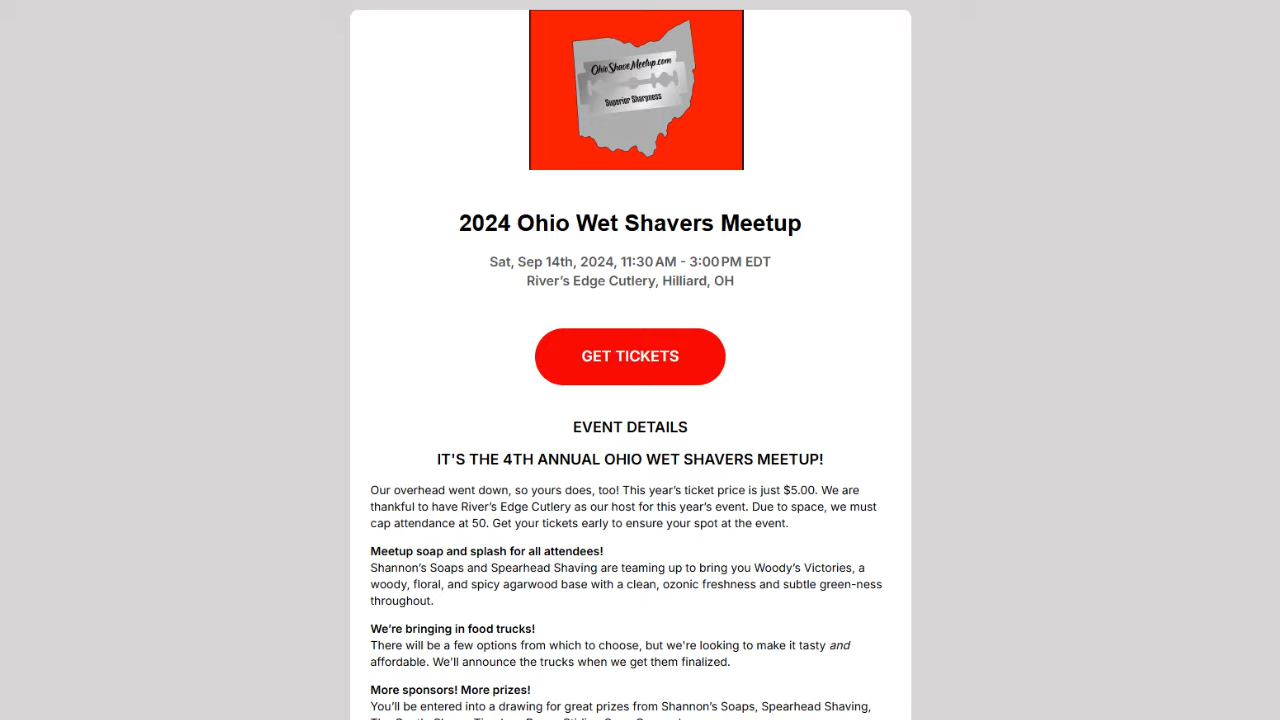 OhioShaveMeetup.com
Superior Sharpness
2024 Ohio Wet Shavers Meetup
Sat, Sep 14th, 2024, 11:30 AM - 3:00 PM EDT
River’s Edge Cutlery, Hilliard, OH
GET TICKETS
EVENT DETAILS
IT'S THE 4TH ANNUAL OHIO WET SHAVERS MEETUP!
Our overhead went down, so yours does, too! This year’s ticket price is just $5.00. We are
thankful to have River’s Edge Cutlery as our host for this year’s event. Due to space, we must
cap attendance at 50. Get your tickets early to ensure your spot at the event.
Meetup soap and splash for all attendees!
Shannon’s Soaps and Spearhead Shaving are teaming up to bring you Woody’s Victories, a
woody, floral, and spicy agarwood base with a clean, ozonic freshness and subtle green-ness
throughout.
We’re bringing in food trucks!
There will be a few options from which to choose, but we're looking to make it tasty and
affordable. We'll announce the trucks when we get them finalized.
More sponsors! More prizes!
You’ll be entered into a drawing for great prizes from Shannon’s Soaps, Spearhead Shaving,